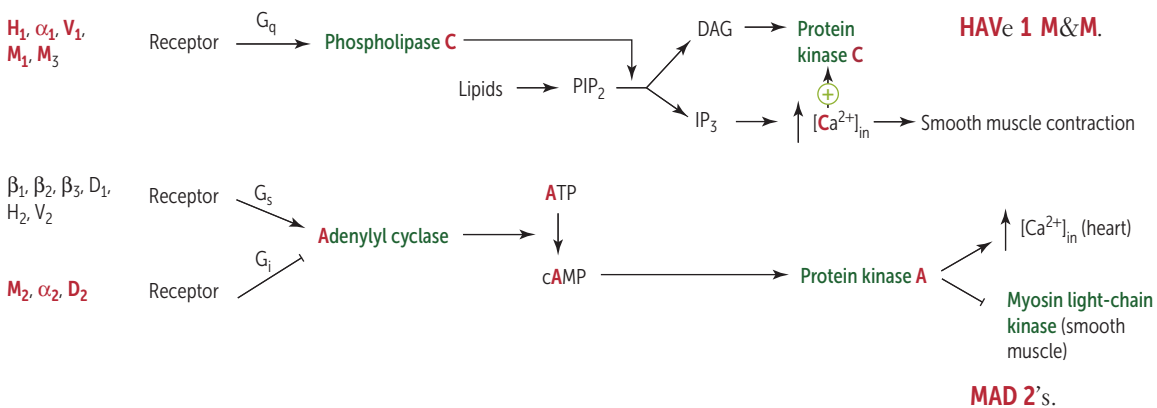 H₁, α₁, V₁,
M₁, M₃
Receptor
G_q
Phospholipase C
Lipids
PIP₂
DAG
Protein
kinase C
IP₃
+
[Ca²⁺]in
Smooth muscle contraction
HAVe 1 M&M.
β₁, β₂, β₃, D₁,
H₂, V₂
Receptor
Gₛ
Adenylyl cyclase
ATP
cAMP
Protein kinase A
[Ca²⁺]in (heart)
Myosin light-chain
kinase (smooth
muscle)
M₂, α₂, D₂
Receptor
Gᵢ
MAD 2's.